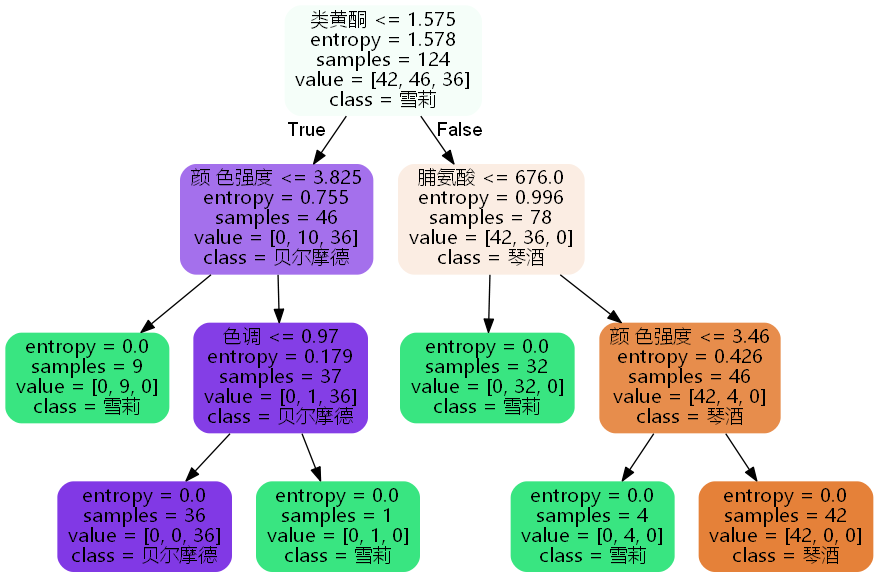 类黄酮 <= 1.575
entropy = 1.578
samples = 124
value = [42, 46, 36]
class = 雪莉
True
False
颜 色强度 <= 3.825
entropy = 0.755
samples = 46
value = [0, 10, 36]
class = 贝尔摩德
脯氨酸 <= 676.0
entropy = 0.996
samples = 78
value = [42, 36, 0]
class = 琴酒
entropy = 0.0
samples = 9
value = [0, 9, 0]
class = 雪莉
色调 <= 0.97
entropy = 0.179
samples = 37
value = [0, 1, 36]
class = 贝尔摩德
entropy = 0.0
samples = 32
value = [0, 32, 0]
class = 雪莉
颜 色强度 <= 3.46
entropy = 0.426
samples = 46
value = [42, 4, 0]
class = 琴酒
entropy = 0.0
samples = 36
value = [0, 0, 36]
class = 贝尔摩德
entropy = 0.0
samples = 1
value = [0, 1, 0]
class = 雪莉
entropy = 0.0
samples = 4
value = [0, 4, 0]
class = 雪莉
entropy = 0.0
samples = 42
value = [42, 0, 0]
class = 琴酒